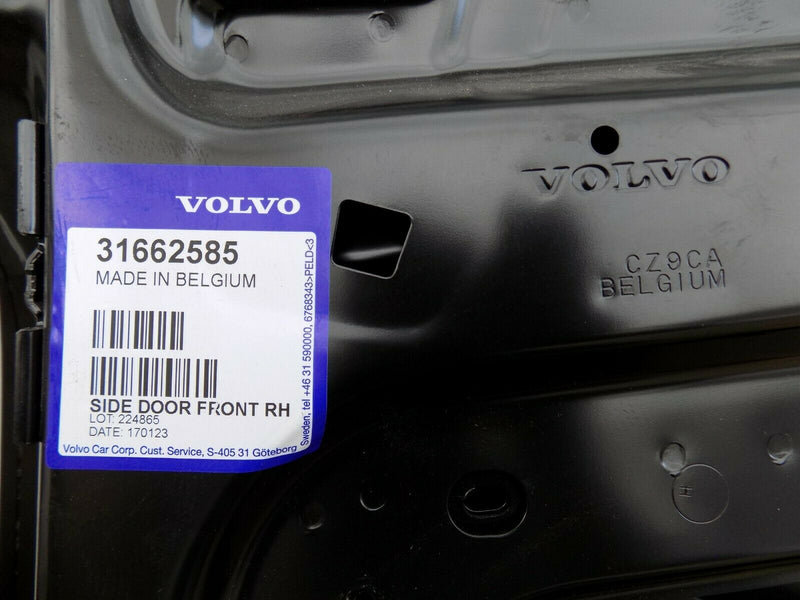 VOLVO
31662585
MADE IN BELGIUM
SIDE DOOR FRONT RH
LOT: 224865
DATE: 170123
Volvo Car Corp. Cust. Service, S-405 31 Göteborg
Sweden, tel +46 31 590000, 6768343>PELD<3
VOLVO
CZ9CA
BELGIUM
H